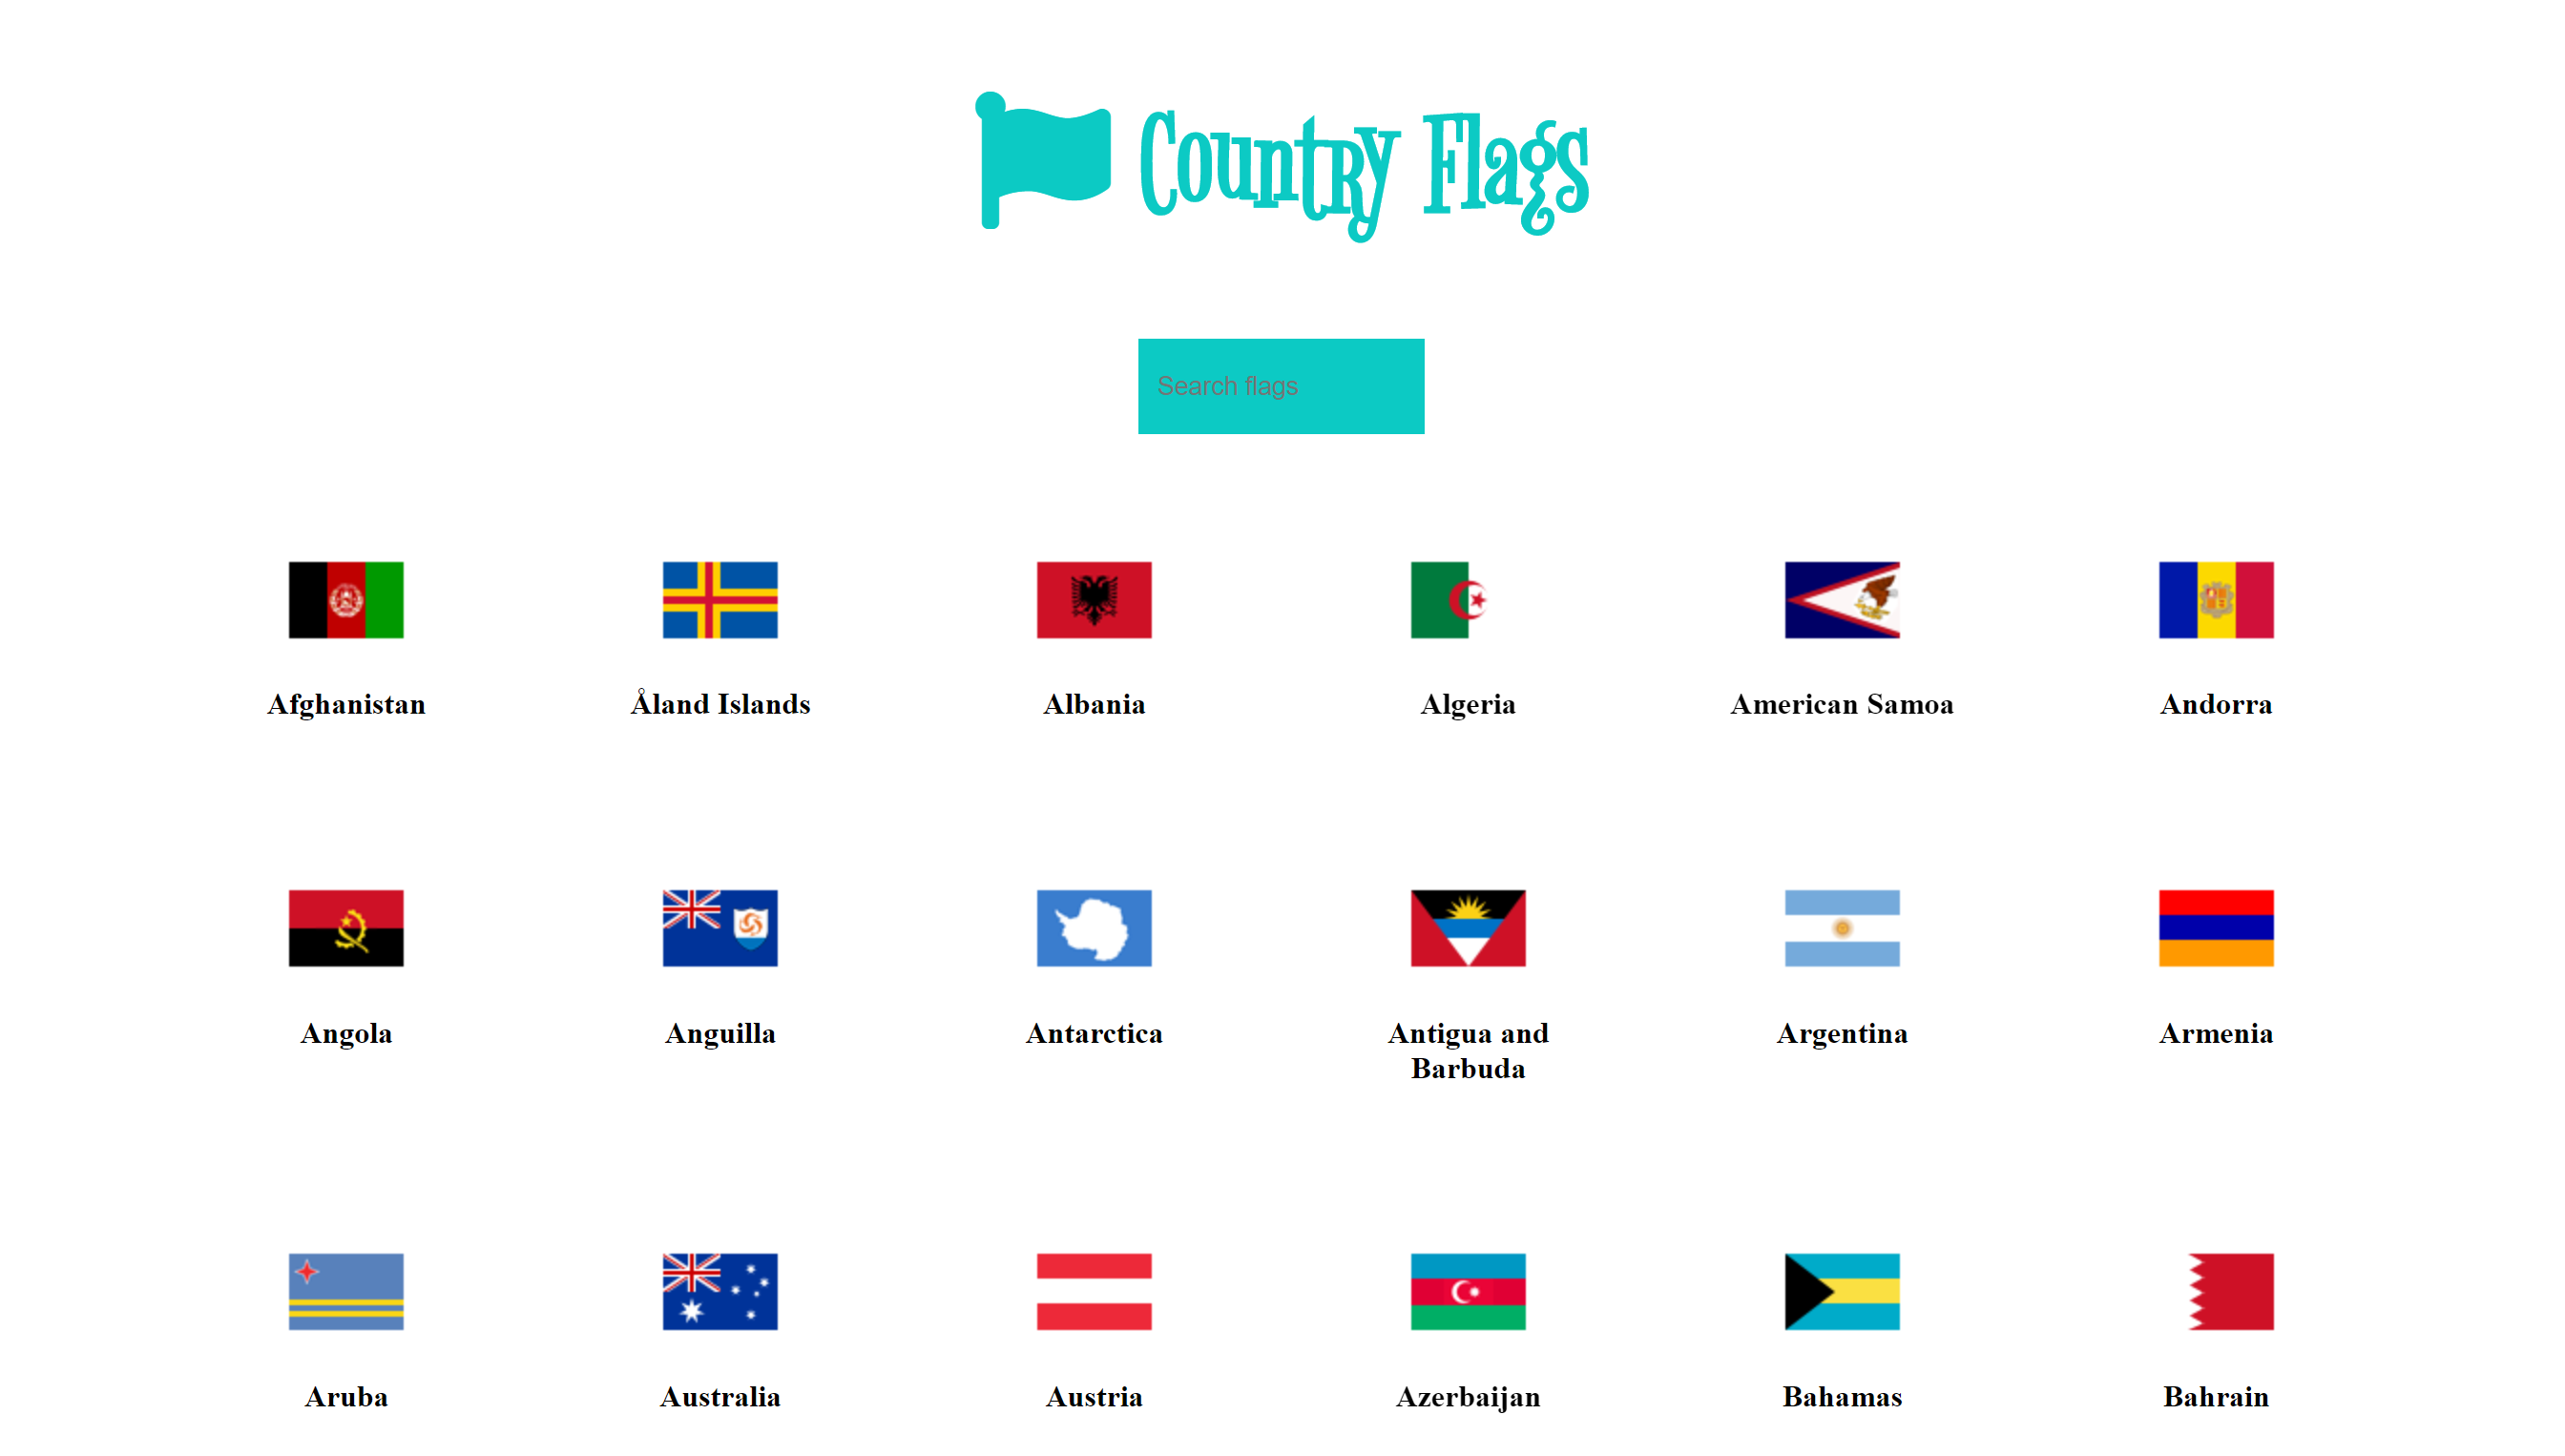 Country Flags
Search flags
Afghanistan
Åland Islands
Albania
Algeria
American Samoa
Andorra
Angola
Anguilla
Antarctica
Antigua and
Barbuda
Argentina
Armenia
Aruba
Australia
Austria
Azerbaijan
Bahamas
Bahrain